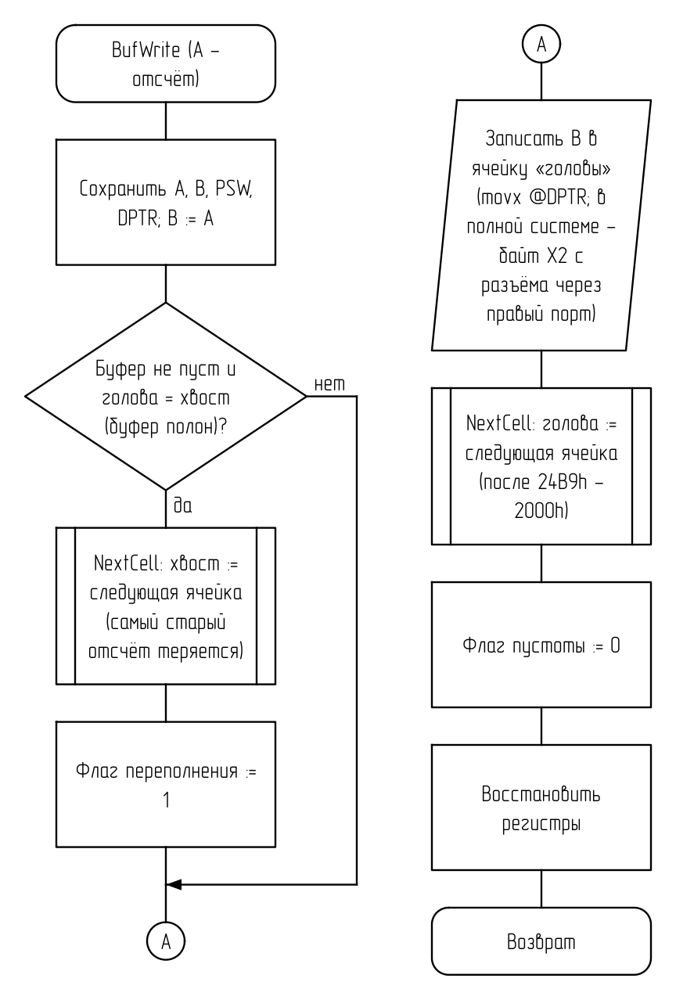 BufWrite (А –
отсчёт)
Сохранить А, В, PSW,
DPTR; В := А
Буфер не пуст и
голова = хвост
(буфер полон)?
нет
да
NextCell: хвост :=
следующая ячейка
(самый старый
отсчёт теряется)
Флаг переполнения :=
1
А
А
Записать В в
ячейку «головы»
(movx @DPTR; в
полной системе –
байт X2 с
разъёма через
правый порт)
NextCell: голова :=
следующая ячейка
(после 24B9h –
2000h)
Флаг пустоты := 0
Восстановить
регистры
Возврат